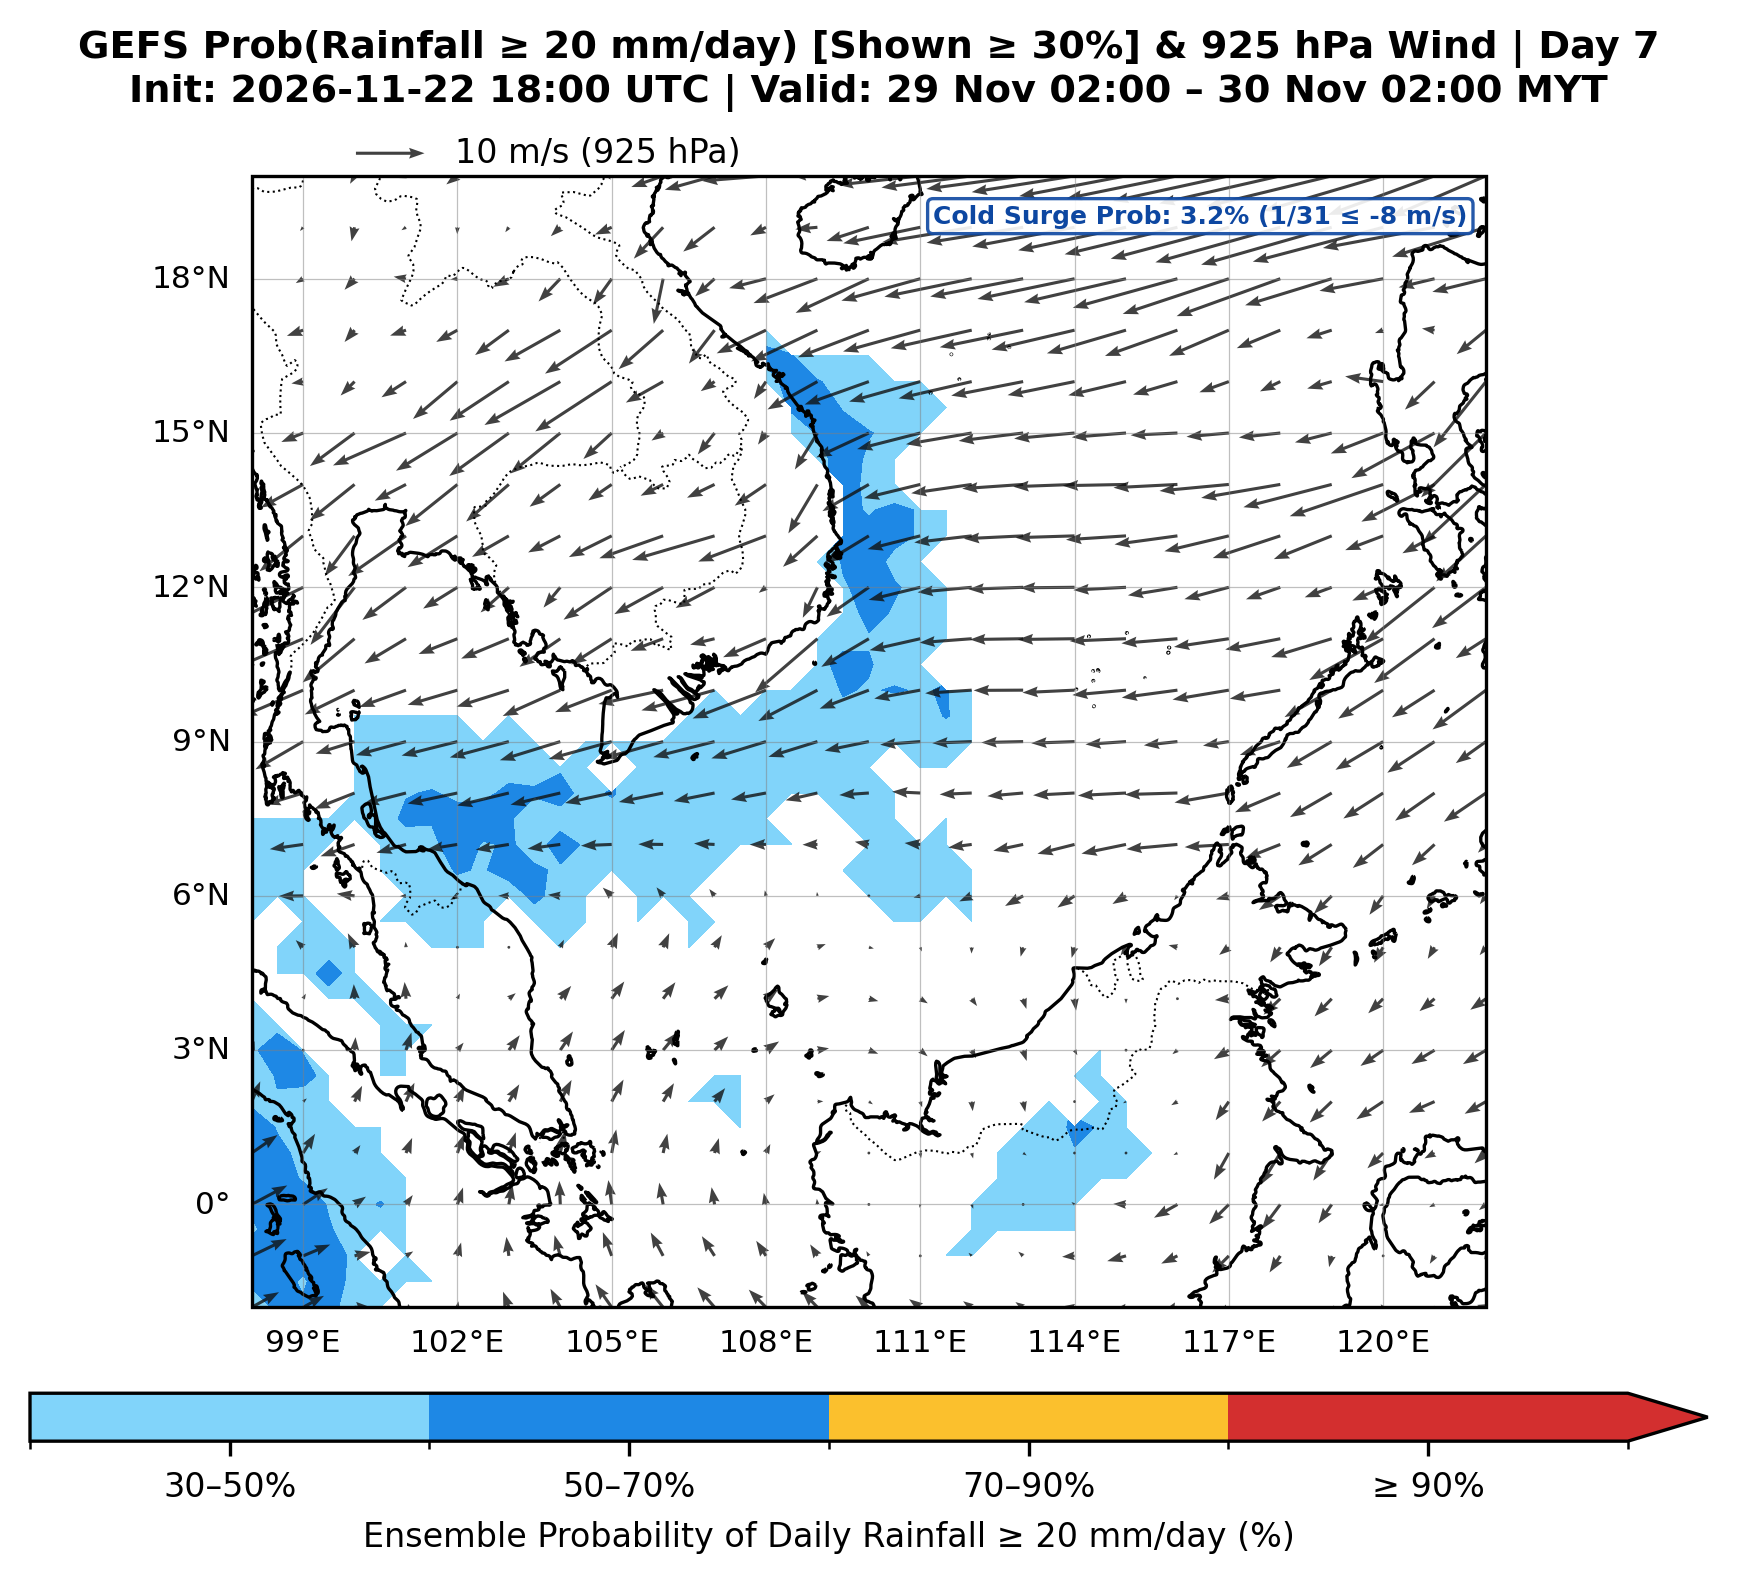 GEFS Prob(Rainfall ≥ 20 mm/day) [Shown ≥ 30%] & 925 hPa Wind | Day 7
Init: 2026-11-22 18:00 UTC | Valid: 29 Nov 02:00 – 30 Nov 02:00 MYT
10 m/s (925 hPa)
Cold Surge Prob: 3.2% (1/31 ≤ -8 m/s)
18°N
15°N
12°N
9°N
6°N
3°N
0°
99°E 102°E 105°E 108°E 111°E 114°E 117°E 120°E
30–50% 50–70% 70–90% ≥ 90%
Ensemble Probability of Daily Rainfall ≥ 20 mm/day (%)